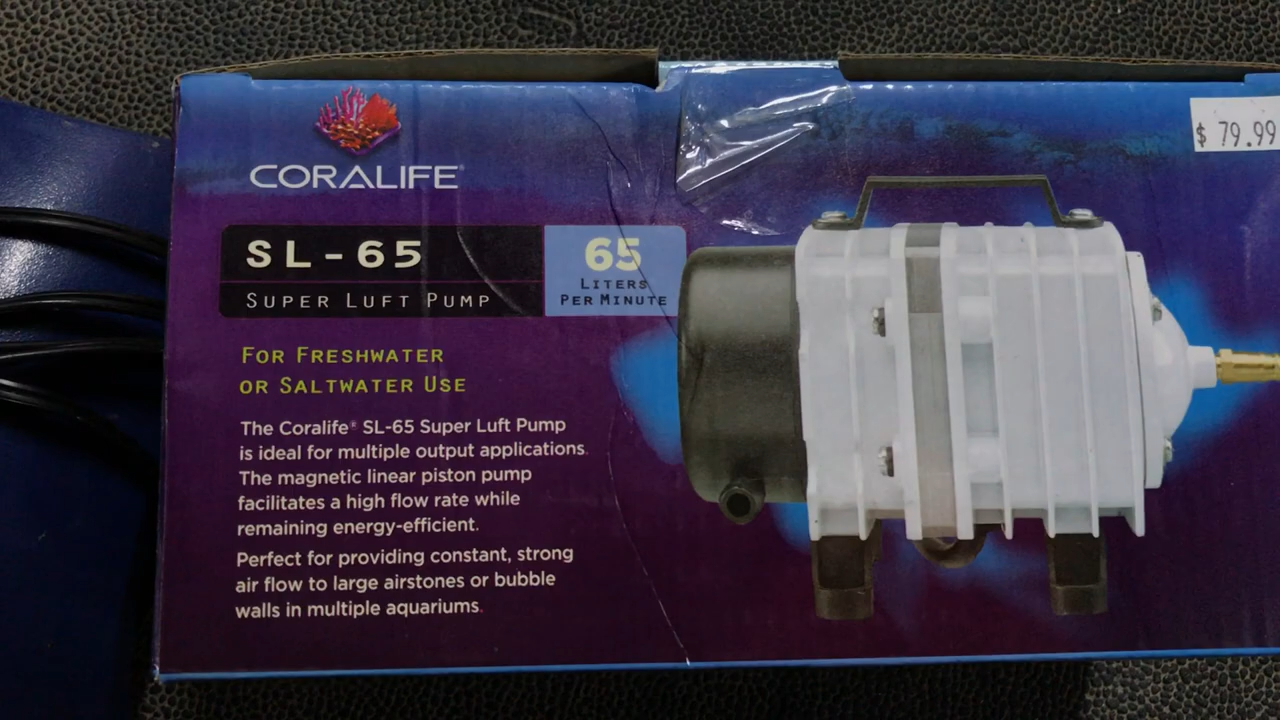 $ 79.99
CORALIFE®
SL-65
SUPER LUFT PUMP
65
LITERS
PER MINUTE
FOR FRESHWATER
OR SALTWATER USE
The Coralife® SL-65 Super Luft Pump
is ideal for multiple output applications.
The magnetic linear piston pump
facilitates a high flow rate while
remaining energy-efficient.
Perfect for providing constant, strong
air flow to large airstones or bubble
walls in multiple aquariums.